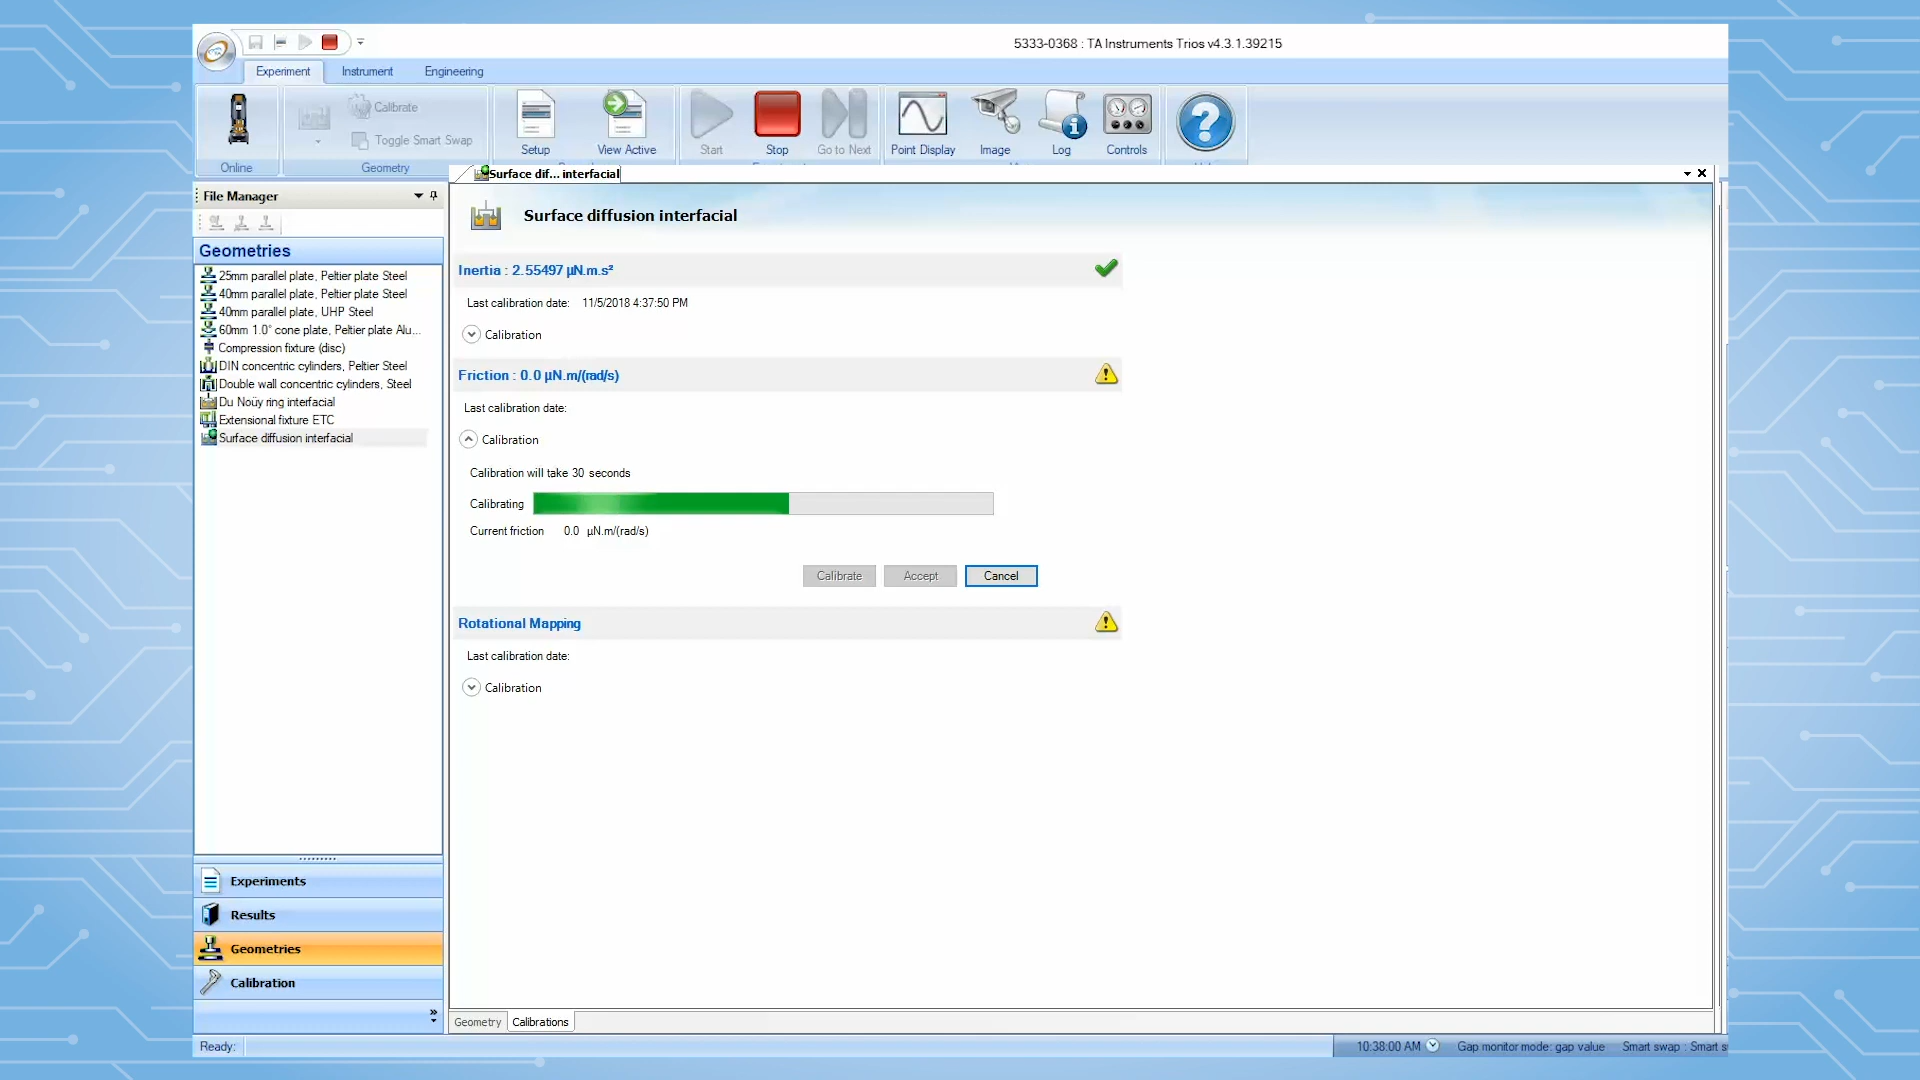 5333-0368 : TA Instruments Trios v4.3.1.39215
Experiment Instrument Engineering
Calibrate
Toggle Smart Swap
Setup View Active Start Stop Go to Next Point Display Image Log Controls
Online Geometry
File Manager
Surface dif... interfacial
Geometries
25mm parallel plate, Peltier plate Steel
40mm parallel plate, Peltier plate Steel
40mm parallel plate, UHP Steel
60mm 1.0° cone plate, Peltier plate Alu...
Compression fixture (disc)
DIN concentric cylinders, Peltier Steel
Double wall concentric cylinders, Steel
Du Noüy ring interfacial
Extensional fixture ETC
Surface diffusion interfacial
Experiments
Results
Geometries
Calibration
Surface diffusion interfacial
Inertia : 2.55497 µN.m.s²
Last calibration date: 11/5/2018 4:37:50 PM
Calibration
Friction : 0.0 µN.m/(rad/s)
Last calibration date:
Calibration
Calibration will take 30 seconds
Calibrating
Current friction 0.0 µN.m/(rad/s)
Calibrate Accept Cancel
Rotational Mapping
Last calibration date:
Calibration
Geometry Calibrations
Ready: 10:38:00 AM Gap monitor mode: gap value Smart swap : Smart s